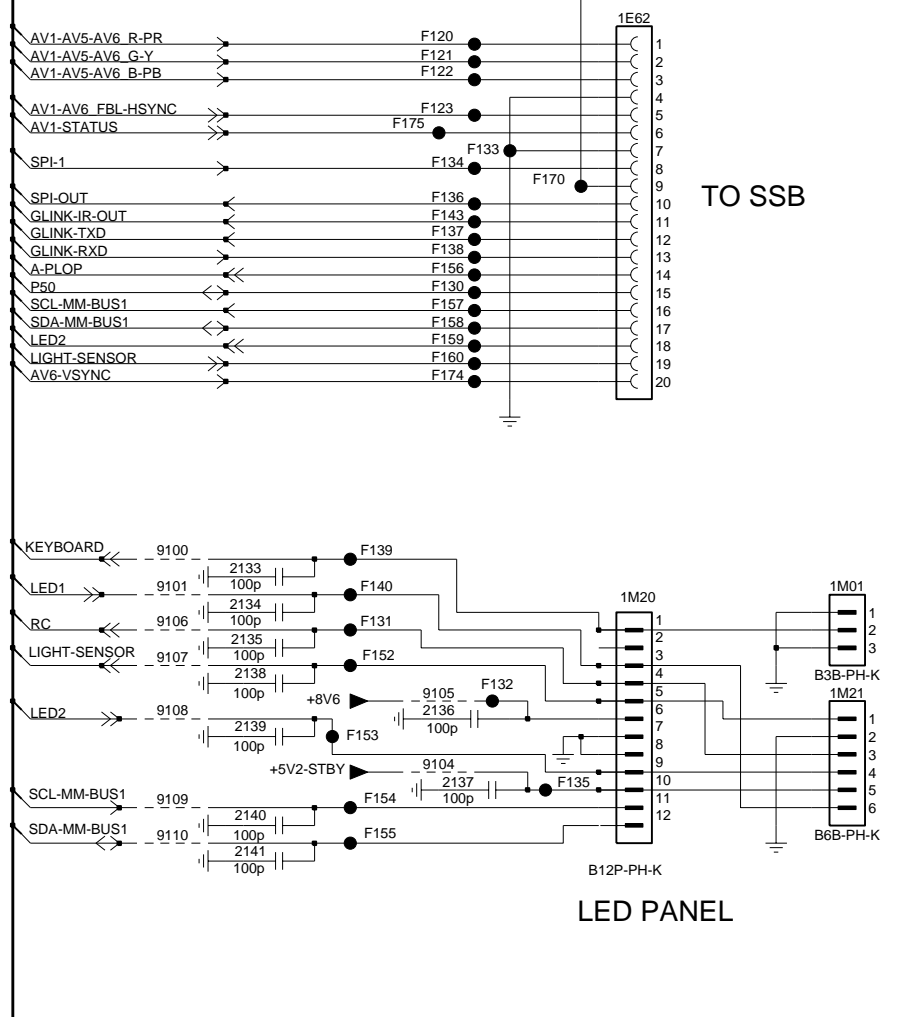 1E62
AV1-AV5-AV6_R-PR F120 1
AV1-AV5-AV6_G-Y F121 2
AV1-AV5-AV6_B-PB F122 3
4
AV1-AV6_FBL-HSYNC F123 5
AV1-STATUS F175 6
F133 7
SPI-1 F134 8
F170 9
TO SSB
SPI-OUT F136 10
GLINK-IR-OUT F143 11
GLINK-TXD F137 12
GLINK-RXD F138 13
A-PLOP F156 14
P50 F130 15
SCL-MM-BUS1 F157 16
SDA-MM-BUS1 F158 17
LED2 F159 18
LIGHT-SENSOR F160 19
AV6-VSYNC F174 20
KEYBOARD 9100 F139
2133
100p
LED1 9101 F140
2134
100p
RC 9106 F131
2135
100p
LIGHT-SENSOR 9107 F152
2138
100p
+8V6 9105 F132
2136
100p
LED2 9108 F153
2139
100p
+5V2-STBY 9104 F135
2137
100p
SCL-MM-BUS1 9109 F154
2140
100p
SDA-MM-BUS1 9110 F155
2141
100p
1M20
1
2
3
4
5
6
7
8
9
10
11
12
B12P-PH-K
1M01
1
2
3
B3B-PH-K
1M21
1
2
3
4
5
6
B6B-PH-K
LED PANEL